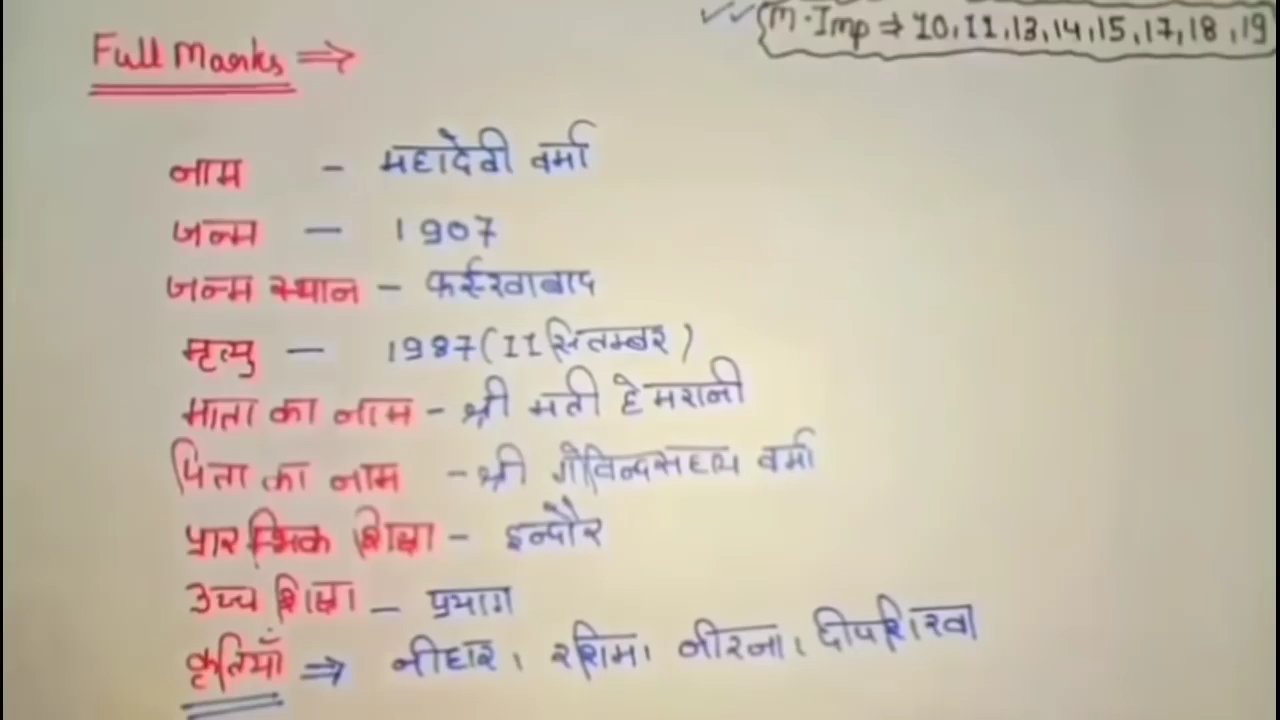 M.Imp ⇒ 10,11,13,14,15,17,18,19
Full Marks ⇒
नाम - महादेवी वर्मा
जन्म - 1907
जन्म स्थान - फर्रुखाबाद
मृत्यु - 1987(11सितम्बर)
माता का नाम - श्री मती हेमरानी
पिता का नाम - श्री गोविन्दसहाय वर्मा
प्रारम्भिक शिक्षा - इन्दौर
उच्च शिक्षा - प्रयाग
कृतियाँ ⇒ नीहार, रश्मि, नीरजा, दीपशिखा